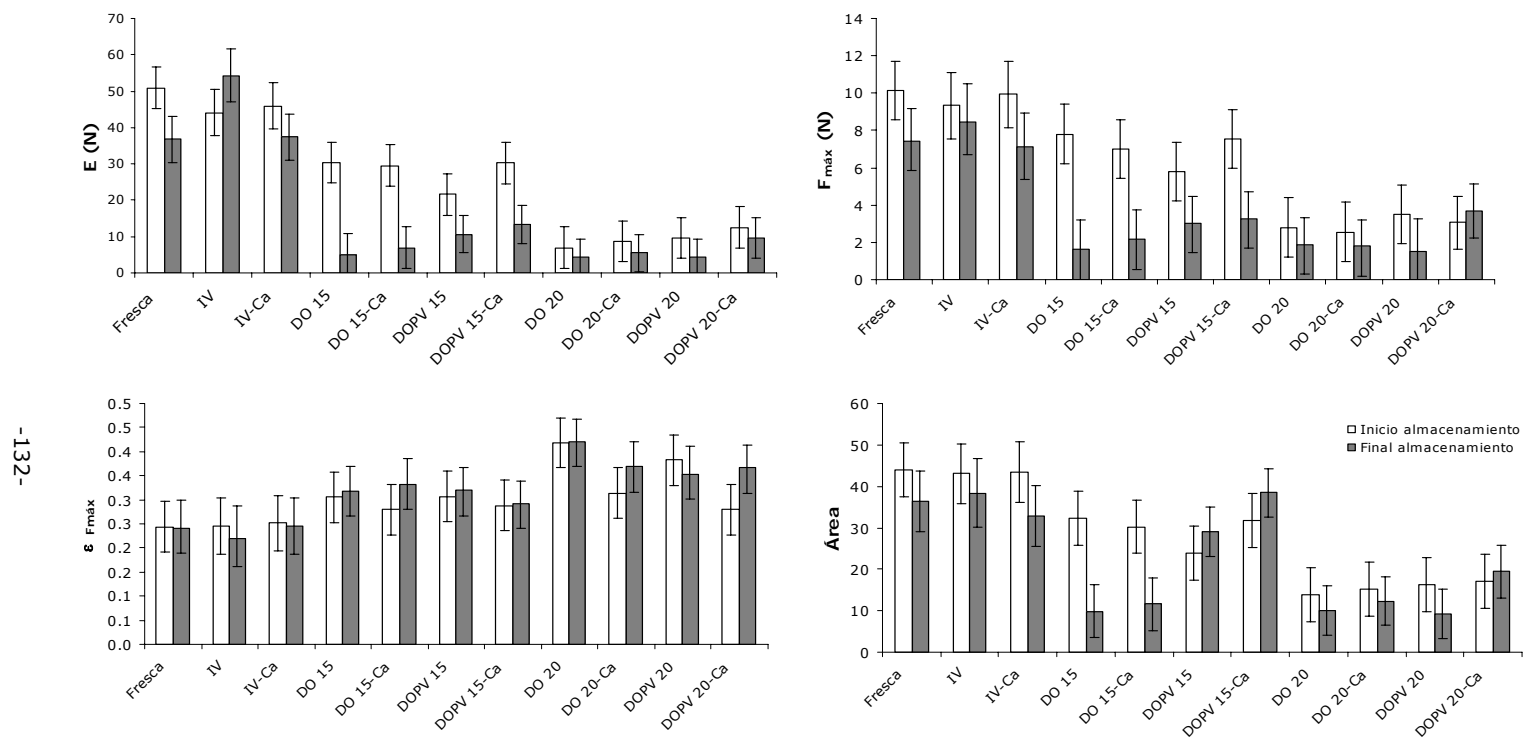 70
60
50
40
30
20
10
0
E (N)
Fresca
IV
IV-Ca
DO 15
DO 15-Ca
DOPV 15
DOPV 15-Ca
DO 20
DO 20-Ca
DOPV 20
DOPV 20-Ca
14
12
10
8
6
4
2
0
Fmáx (N)
Fresca
IV
IV-Ca
DO 15
DO 15-Ca
DOPV 15
DOPV 15-Ca
DO 20
DO 20-Ca
DOPV 20
DOPV 20-Ca
-132-
0.5
0.5
0.4
0.4
0.3
0.3
0.2
0.2
0.1
0.1
0.0
ε Fmáx
Fresca
IV
IV-Ca
DO 15
DO 15-Ca
DOPV 15
DOPV 15-Ca
DO 20
DO 20-Ca
DOPV 20
DOPV 20-Ca
60
50
40
30
20
10
0
Área
Inicio almacenamiento
Final almacenamiento
Fresca
IV
IV-Ca
DO 15
DO 15-Ca
DOPV 15
DOPV 15-Ca
DO 20
DO 20-Ca
DOPV 20
DOPV 20-Ca